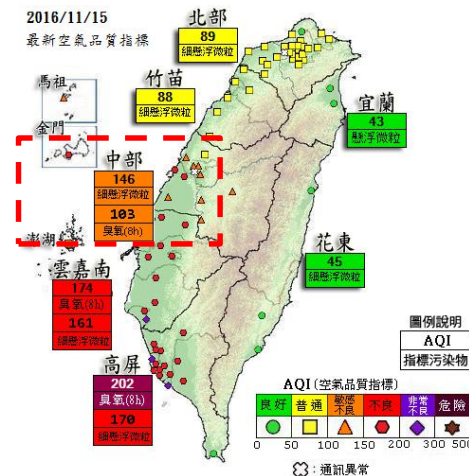 2016/11/15
最新空氣品質指標
北部
89
細懸浮微粒
竹苗
88
細懸浮微粒
馬祖
金門
宜蘭
43
懸浮微粒
中部
146
細懸浮微粒
103
臭氧(8h)
澎湖
花東
45
細懸浮微粒
雲嘉南
174
臭氧(8h)
161
細懸浮微粒
高屏
202
臭氧(8h)
170
細懸浮微粒
圖例說明
AQI
指標污染物
AQI(空氣品質指標)
良好 普通 敏感不良 不良 非常不良 危險
0 50 100 150 200 300 500
:通訊異常